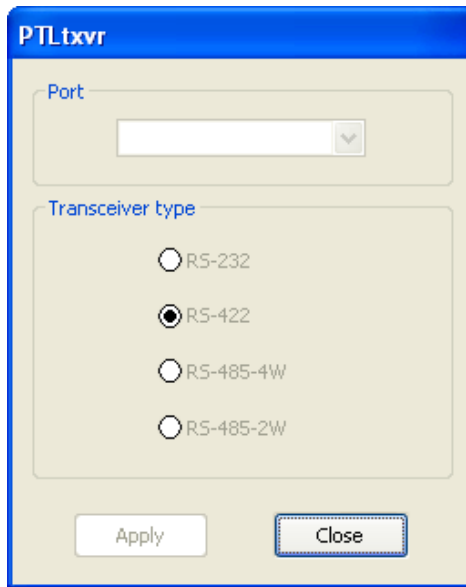 PTLtxvr
Port
Transceiver type
RS-232
RS-422
RS-485-4W
RS-485-2W
Apply Close